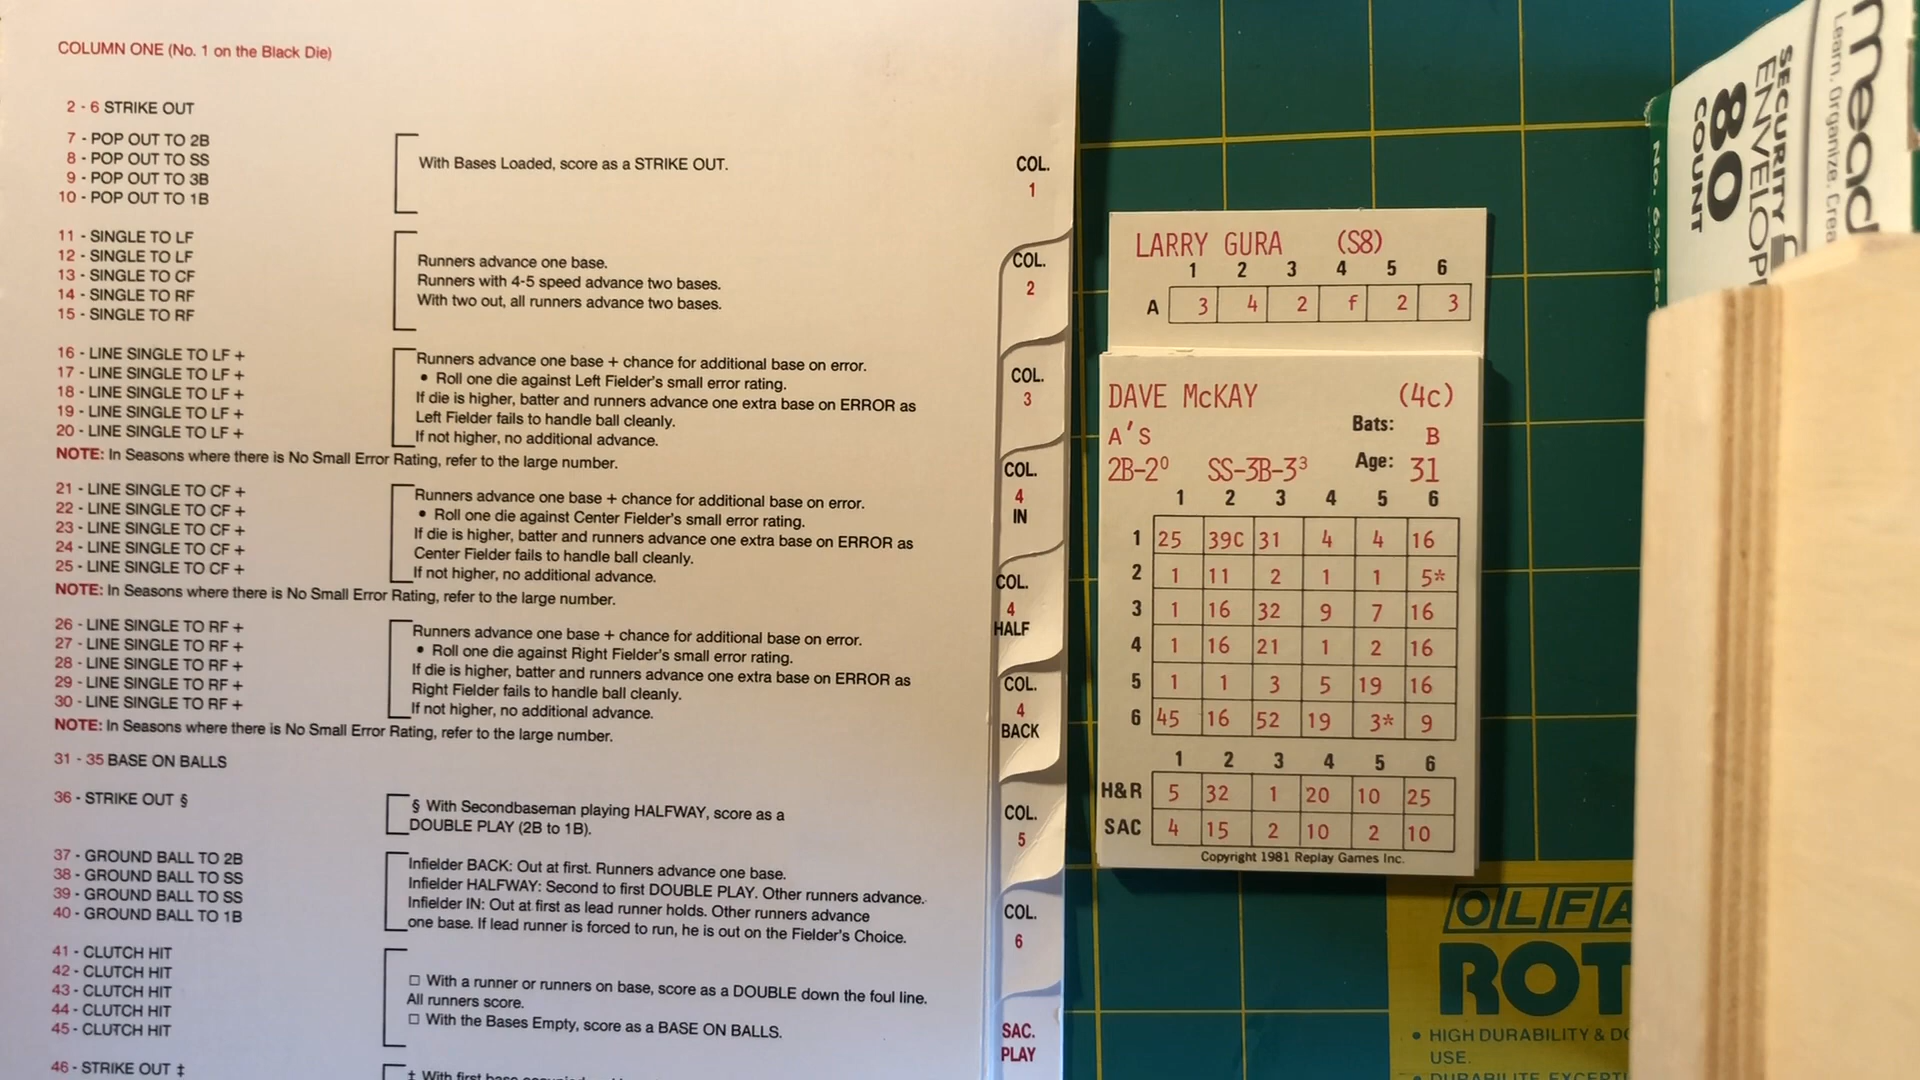 COLUMN ONE (No. 1 on the Black Die)
2 - 6 STRIKE OUT
7 - POP OUT TO 2B
8 - POP OUT TO SS
9 - POP OUT TO 3B
10 - POP OUT TO 1B
With Bases Loaded, score as a STRIKE OUT.
11 - SINGLE TO LF
12 - SINGLE TO LF
13 - SINGLE TO CF
14 - SINGLE TO RF
15 - SINGLE TO RF
Runners advance one base.
Runners with 4-5 speed advance two bases.
With two out, all runners advance two bases.
16 - LINE SINGLE TO LF +
17 - LINE SINGLE TO LF +
18 - LINE SINGLE TO LF +
19 - LINE SINGLE TO LF +
20 - LINE SINGLE TO LF +
Runners advance one base + chance for additional base on error.
• Roll one die against Left Fielder's small error rating.
If die is higher, batter and runners advance one extra base on ERROR as
Left Fielder fails to handle ball cleanly.
If not higher, no additional advance.
NOTE: In Seasons where there is No Small Error Rating, refer to the large number.
21 - LINE SINGLE TO CF +
22 - LINE SINGLE TO CF +
23 - LINE SINGLE TO CF +
24 - LINE SINGLE TO CF +
25 - LINE SINGLE TO CF +
Runners advance one base + chance for additional base on error.
• Roll one die against Center Fielder's small error rating.
If die is higher, batter and runners advance one extra base on ERROR as
Center Fielder fails to handle ball cleanly.
If not higher, no additional advance.
NOTE: In Seasons where there is No Small Error Rating, refer to the large number.
26 - LINE SINGLE TO RF +
27 - LINE SINGLE TO RF +
28 - LINE SINGLE TO RF +
29 - LINE SINGLE TO RF +
30 - LINE SINGLE TO RF +
Runners advance one base + chance for additional base on error.
• Roll one die against Right Fielder's small error rating.
If die is higher, batter and runners advance one extra base on ERROR as
Right Fielder fails to handle ball cleanly.
If not higher, no additional advance.
NOTE: In Seasons where there is No Small Error Rating, refer to the large number.
31 - 35 BASE ON BALLS
36 - STRIKE OUT §
§ With Secondbaseman playing HALFWAY, score as a
DOUBLE PLAY (2B to 1B).
37 - GROUND BALL TO 2B
38 - GROUND BALL TO SS
39 - GROUND BALL TO SS
40 - GROUND BALL TO 1B
Infielder BACK: Out at first. Runners advance one base.
Infielder HALFWAY: Second to first DOUBLE PLAY. Other runners advance.
Infielder IN: Out at first as lead runner holds. Other runners advance
one base. If lead runner is forced to run, he is out on the Fielder's Choice.
41 - CLUTCH HIT
42 - CLUTCH HIT
43 - CLUTCH HIT
44 - CLUTCH HIT
45 - CLUTCH HIT
☐ With a runner or runners on base, score as a DOUBLE down the foul line.
All runners score.
☐ With the Bases Empty, score as a BASE ON BALLS.
46 - STRIKE OUT ‡
‡ With first base
COL.
1
COL.
2
COL.
3
COL.
4
IN
COL.
4
HALF
COL.
4
BACK
COL.
5
COL.
6
SAC.
PLAY
LARRY GURA (S8)
1 2 3 4 5 6
A 3 4 2 f 2 3
DAVE McKAY (4c)
A'S Bats: B
2B-2⁰ SS-3B-3³ Age: 31
1 2 3 4 5 6
1 25 39C 31 4 4 16
2 1 11 2 1 1 5*
3 1 16 32 9 7 16
4 1 16 21 1 2 16
5 1 1 3 5 19 16
6 45 16 52 19 3* 9
1 2 3 4 5 6
H&R 5 32 1 20 10 25
SAC 4 15 2 10 2 10
Copyright 1981 Replay Games Inc.
mead
Learn. Organize. Crea
SECURITY
ENVELOP
80
COUNT
No. 6¾
OLFA
ROT
• HIGH DURABILITY & D
USE.
• DURABILITE EXCEPTI